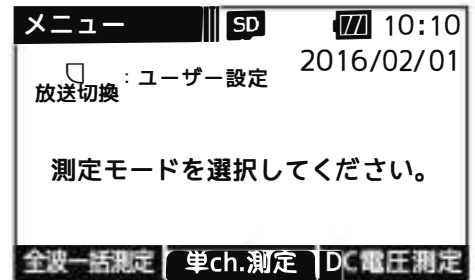 メニュー SD 10:10
2016/02/01
放送切換 : ユーザー設定
測定モードを選択してください。
全波一括測定 単ch.測定 DC電圧測定